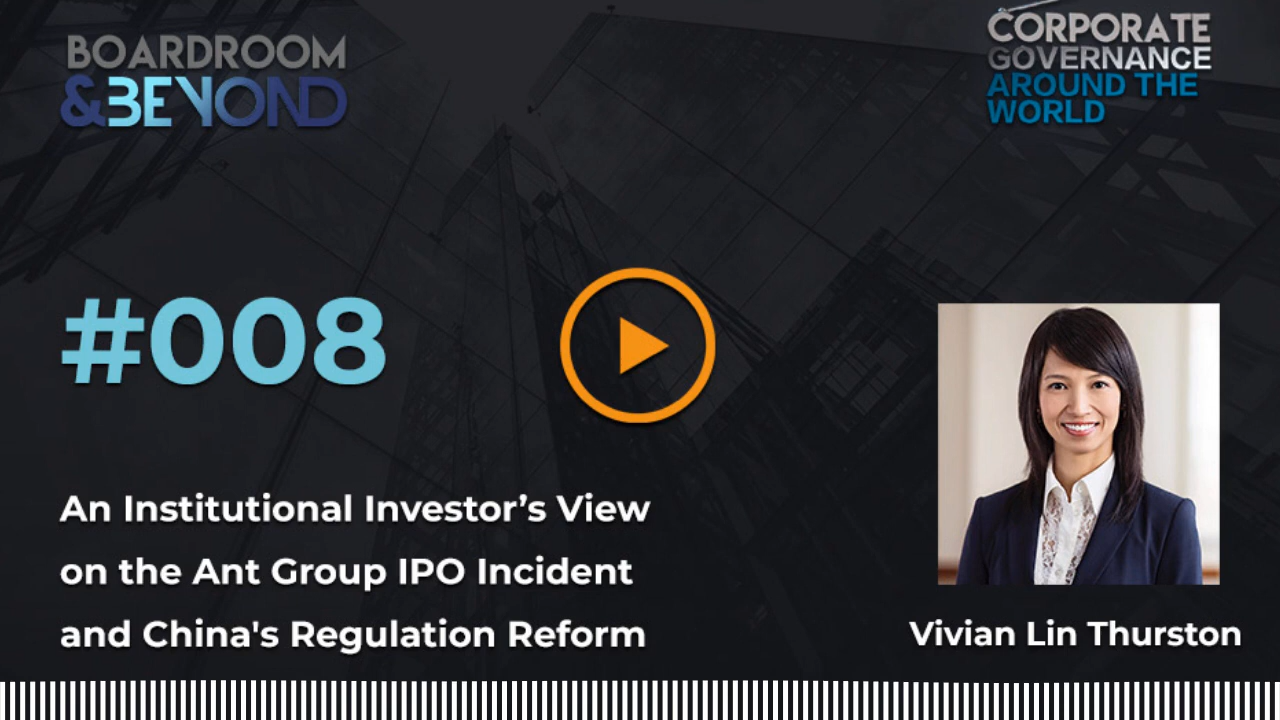 BOARDROOM
&BEYOND
CORPORATE
GOVERNANCE
AROUND THE
WORLD
#008
An Institutional Investor’s View
on the Ant Group IPO Incident
and China's Regulation Reform
Vivian Lin Thurston